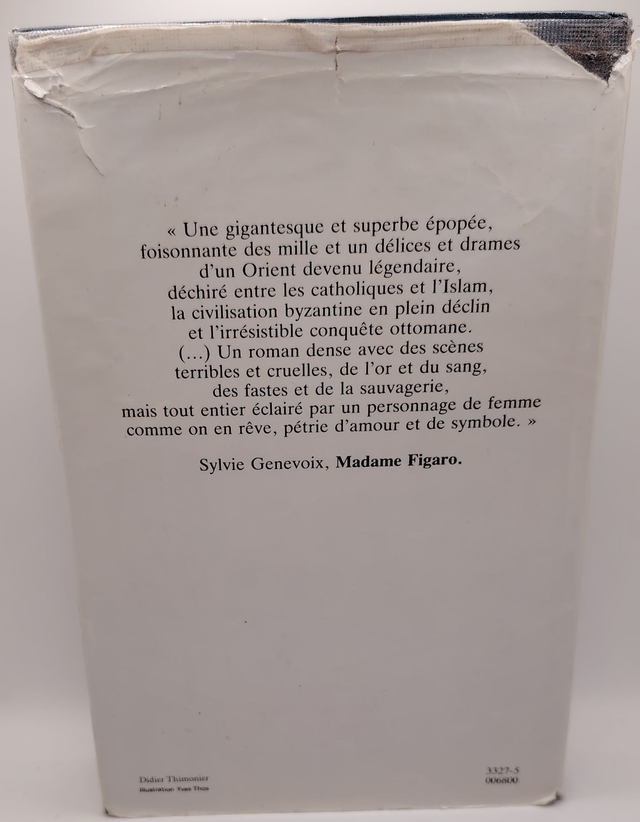 « Une gigantesque et superbe épopée,
foisonnante des mille et un délices et drames
d'un Orient devenu légendaire,
déchiré entre les catholiques et l'Islam,
la civilisation byzantine en plein déclin
et l'irrésistible conquête ottomane.
(...) Un roman dense avec des scènes
terribles et cruelles, de l'or et du sang,
des fastes et de la sauvagerie,
mais tout entier éclairé par un personnage de femme
comme on en rêve, pétrie d'amour et de symbole. »
Sylvie Genevoix, Madame Figaro.
Didier Thimonier
Illustration Yves Thos
3327-5
006800